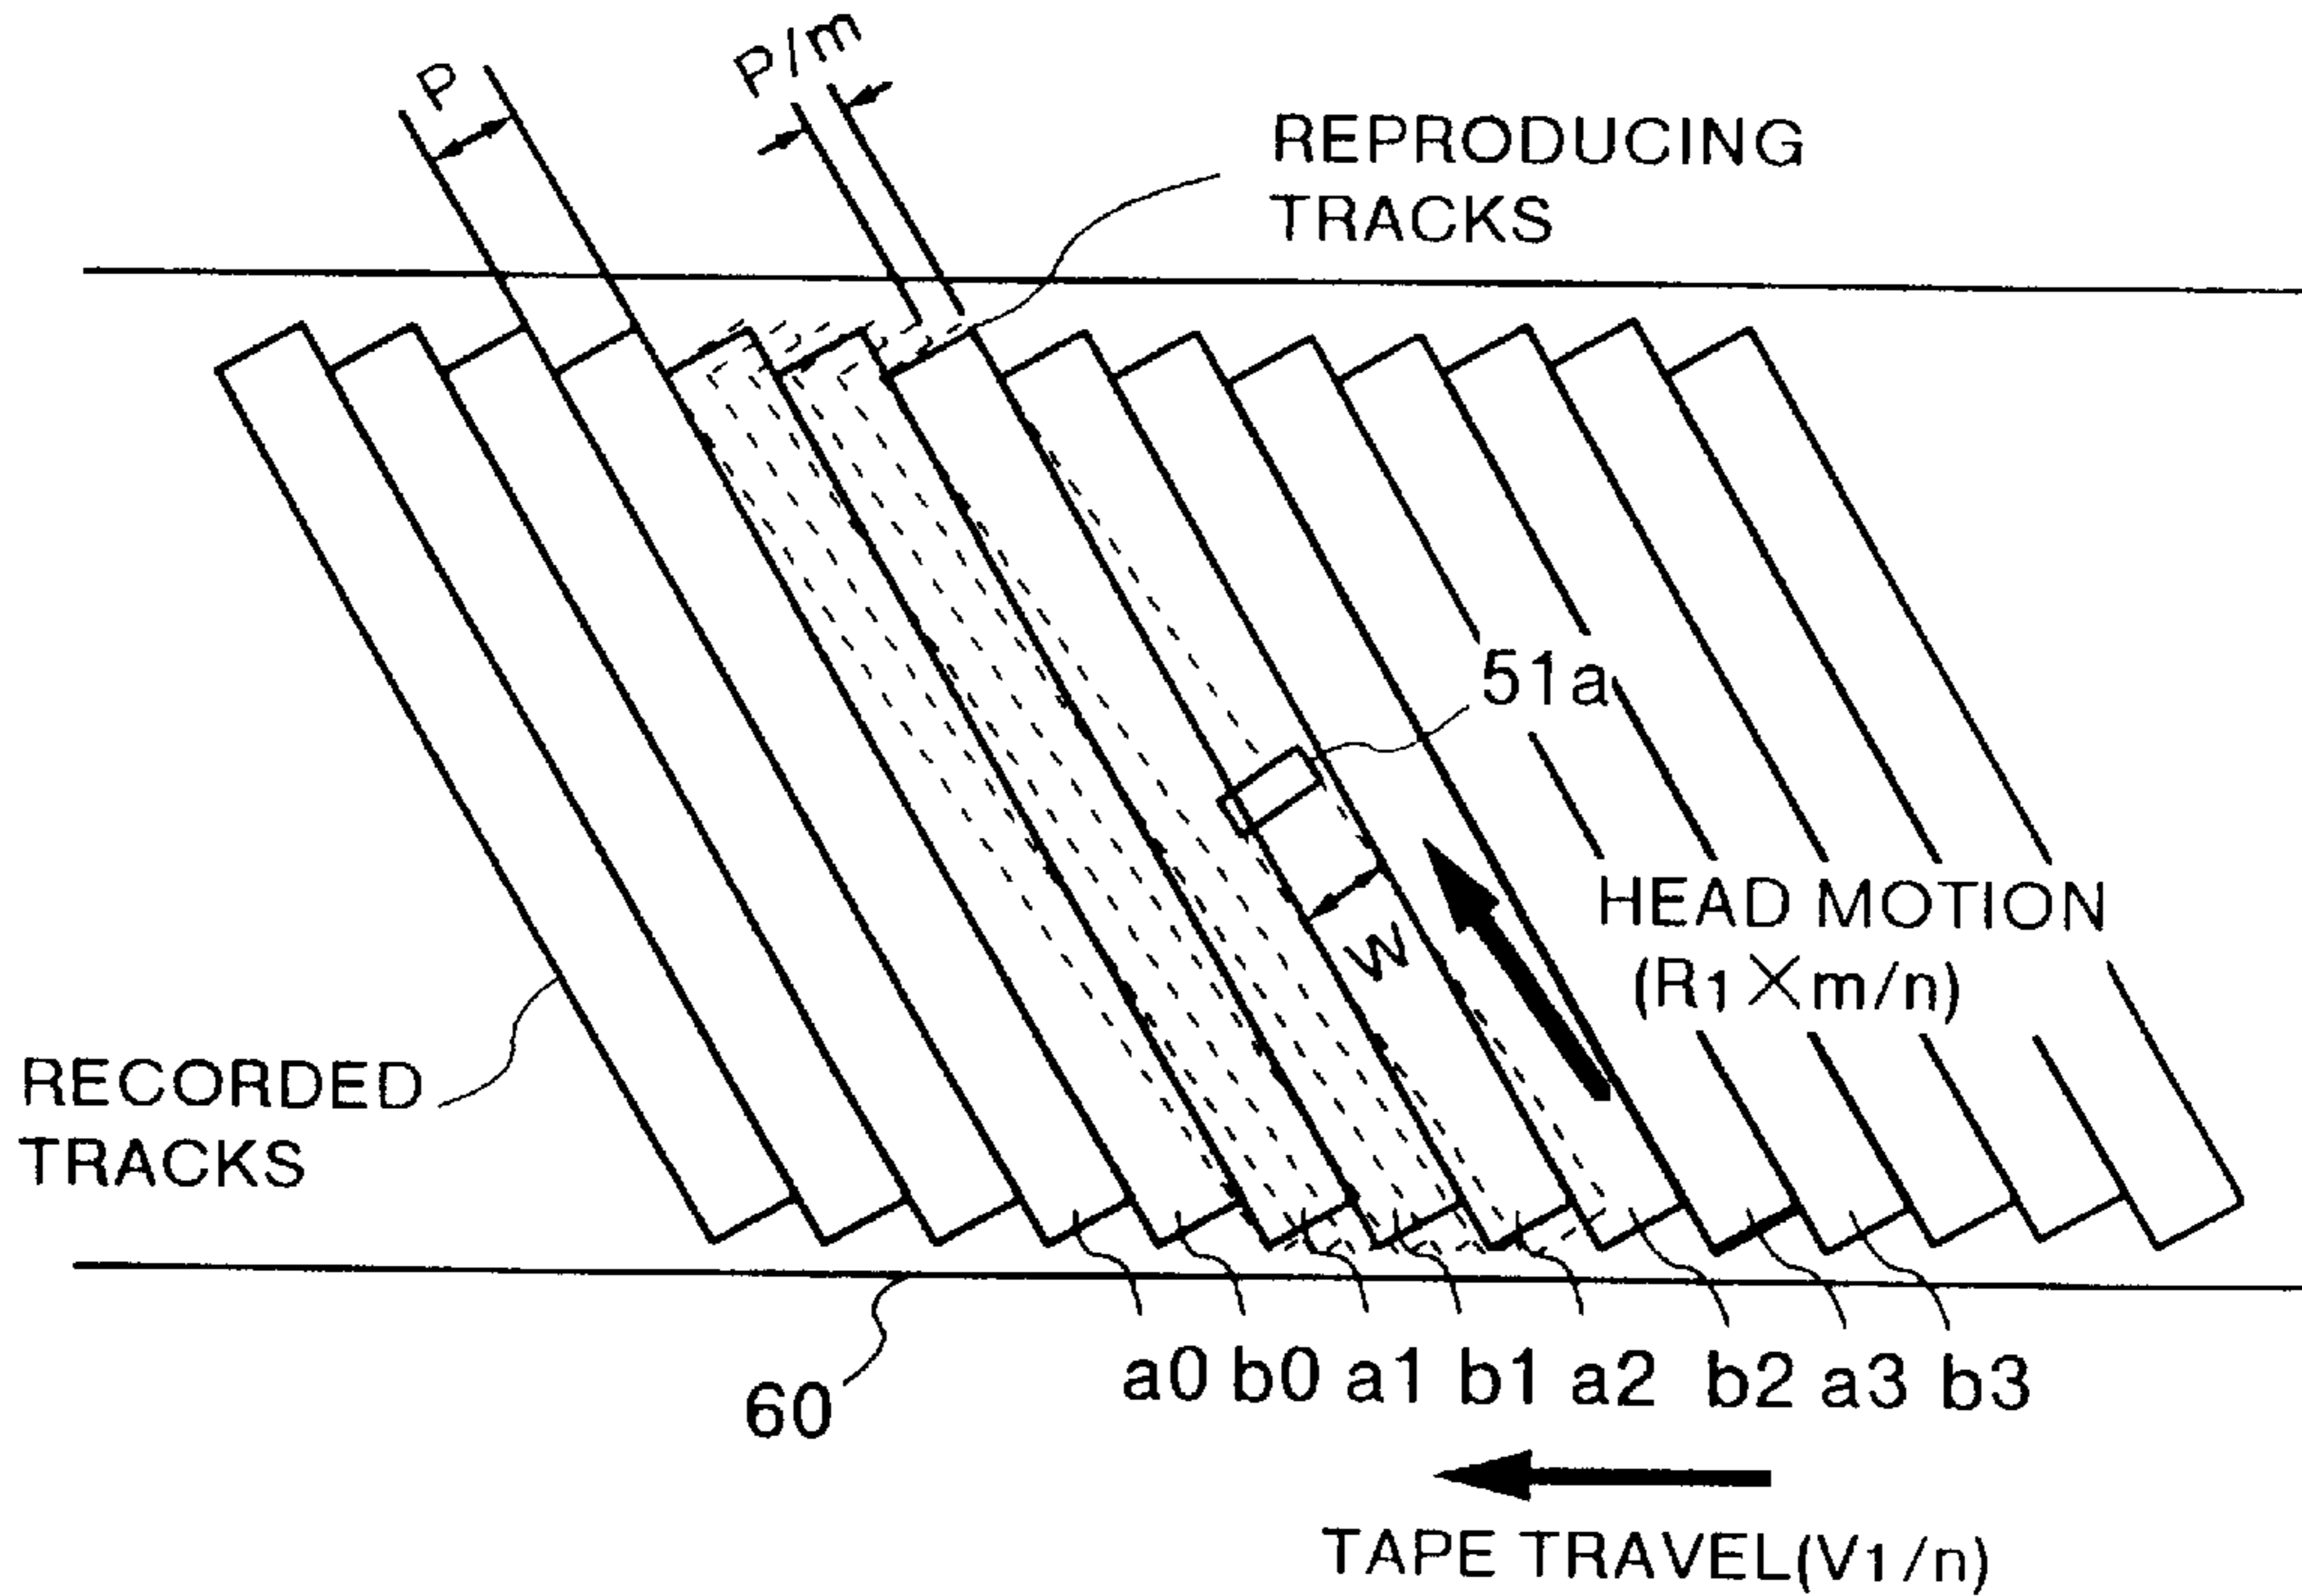 P
P/m
REPRODUCING
TRACKS
51a
HEAD MOTION
(R1×m/n)
W
RECORDED
TRACKS
60
a0 b0 a1 b1 a2 b2 a3 b3
TAPE TRAVEL(V1/n)